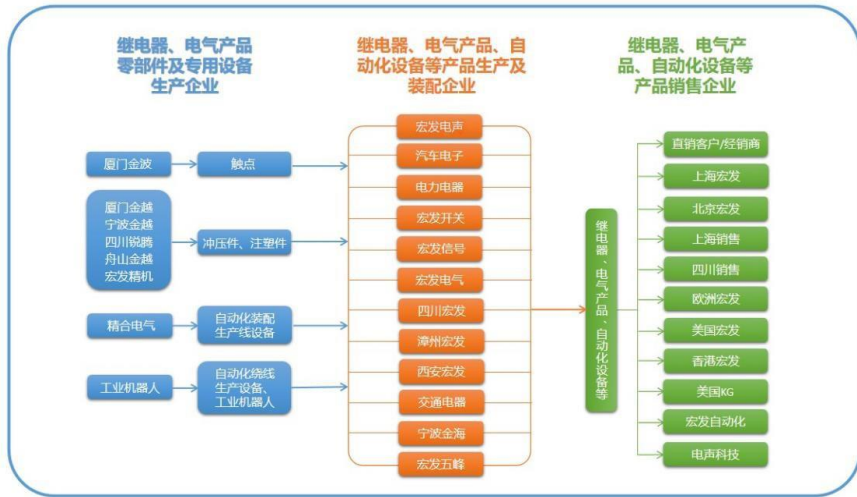 继电器、电气产品
零部件及专用设备
生产企业
厦门金波
触点
厦门金越
宁波金越
四川锐腾
舟山金越
宏发精机
冲压件、注塑件
精合电气
自动化装配
生产线设备
工业机器人
自动化绕线
生产设备、
工业机器人
继电器、电气产品、自
动化设备等产品生产及
装配企业
宏发电声
汽车电子
电力电器
宏发开关
宏发信号
宏发电气
四川宏发
漳州宏发
西安宏发
交通电器
宁波金海
宏发五峰
继电器、电气产品、自动化设备等
继电器、电气产
品、自动化设备等
产品销售企业
直销客户/经销商
上海宏发
北京宏发
上海销售
四川销售
欧洲宏发
美国宏发
香港宏发
美国KG
宏发自动化
电声科技